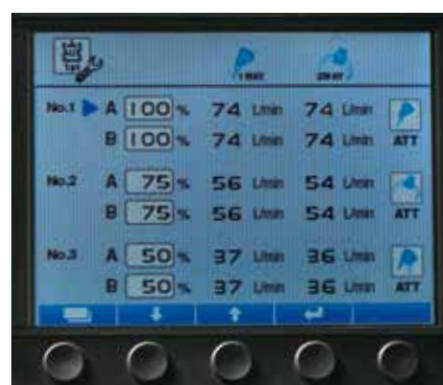 1WAY 2WAY
No.1 A 100 % 74 L/min 74 L/min
B 100 % 74 L/min 74 L/min ATT
No.2 A 75 % 56 L/min 54 L/min
B 75 % 56 L/min 54 L/min ATT
No.3 A 50 % 37 L/min 36 L/min
B 50 % 37 L/min 36 L/min ATT